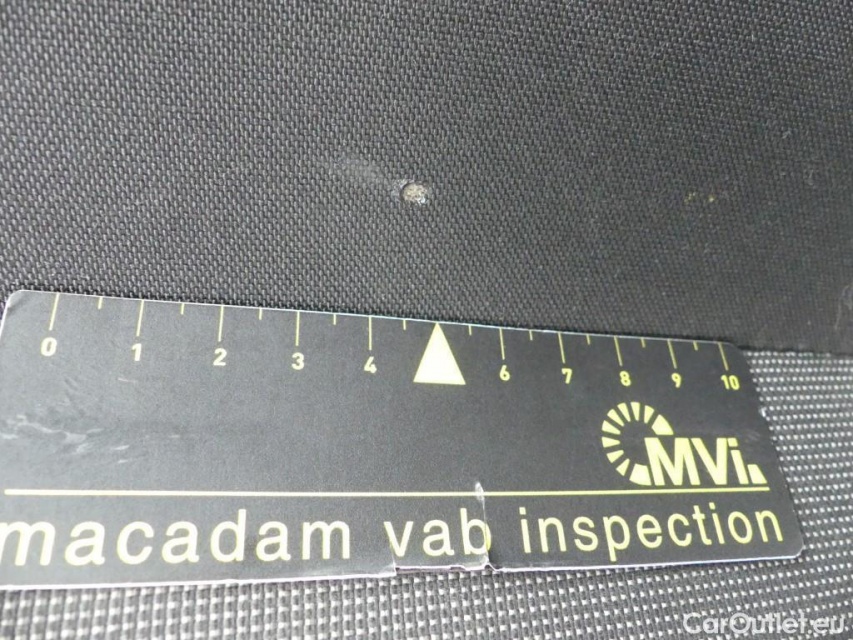 0 1 2 3 4 6 7 8 9 10
MVi
macadam vab inspection
CarOutlet.eu